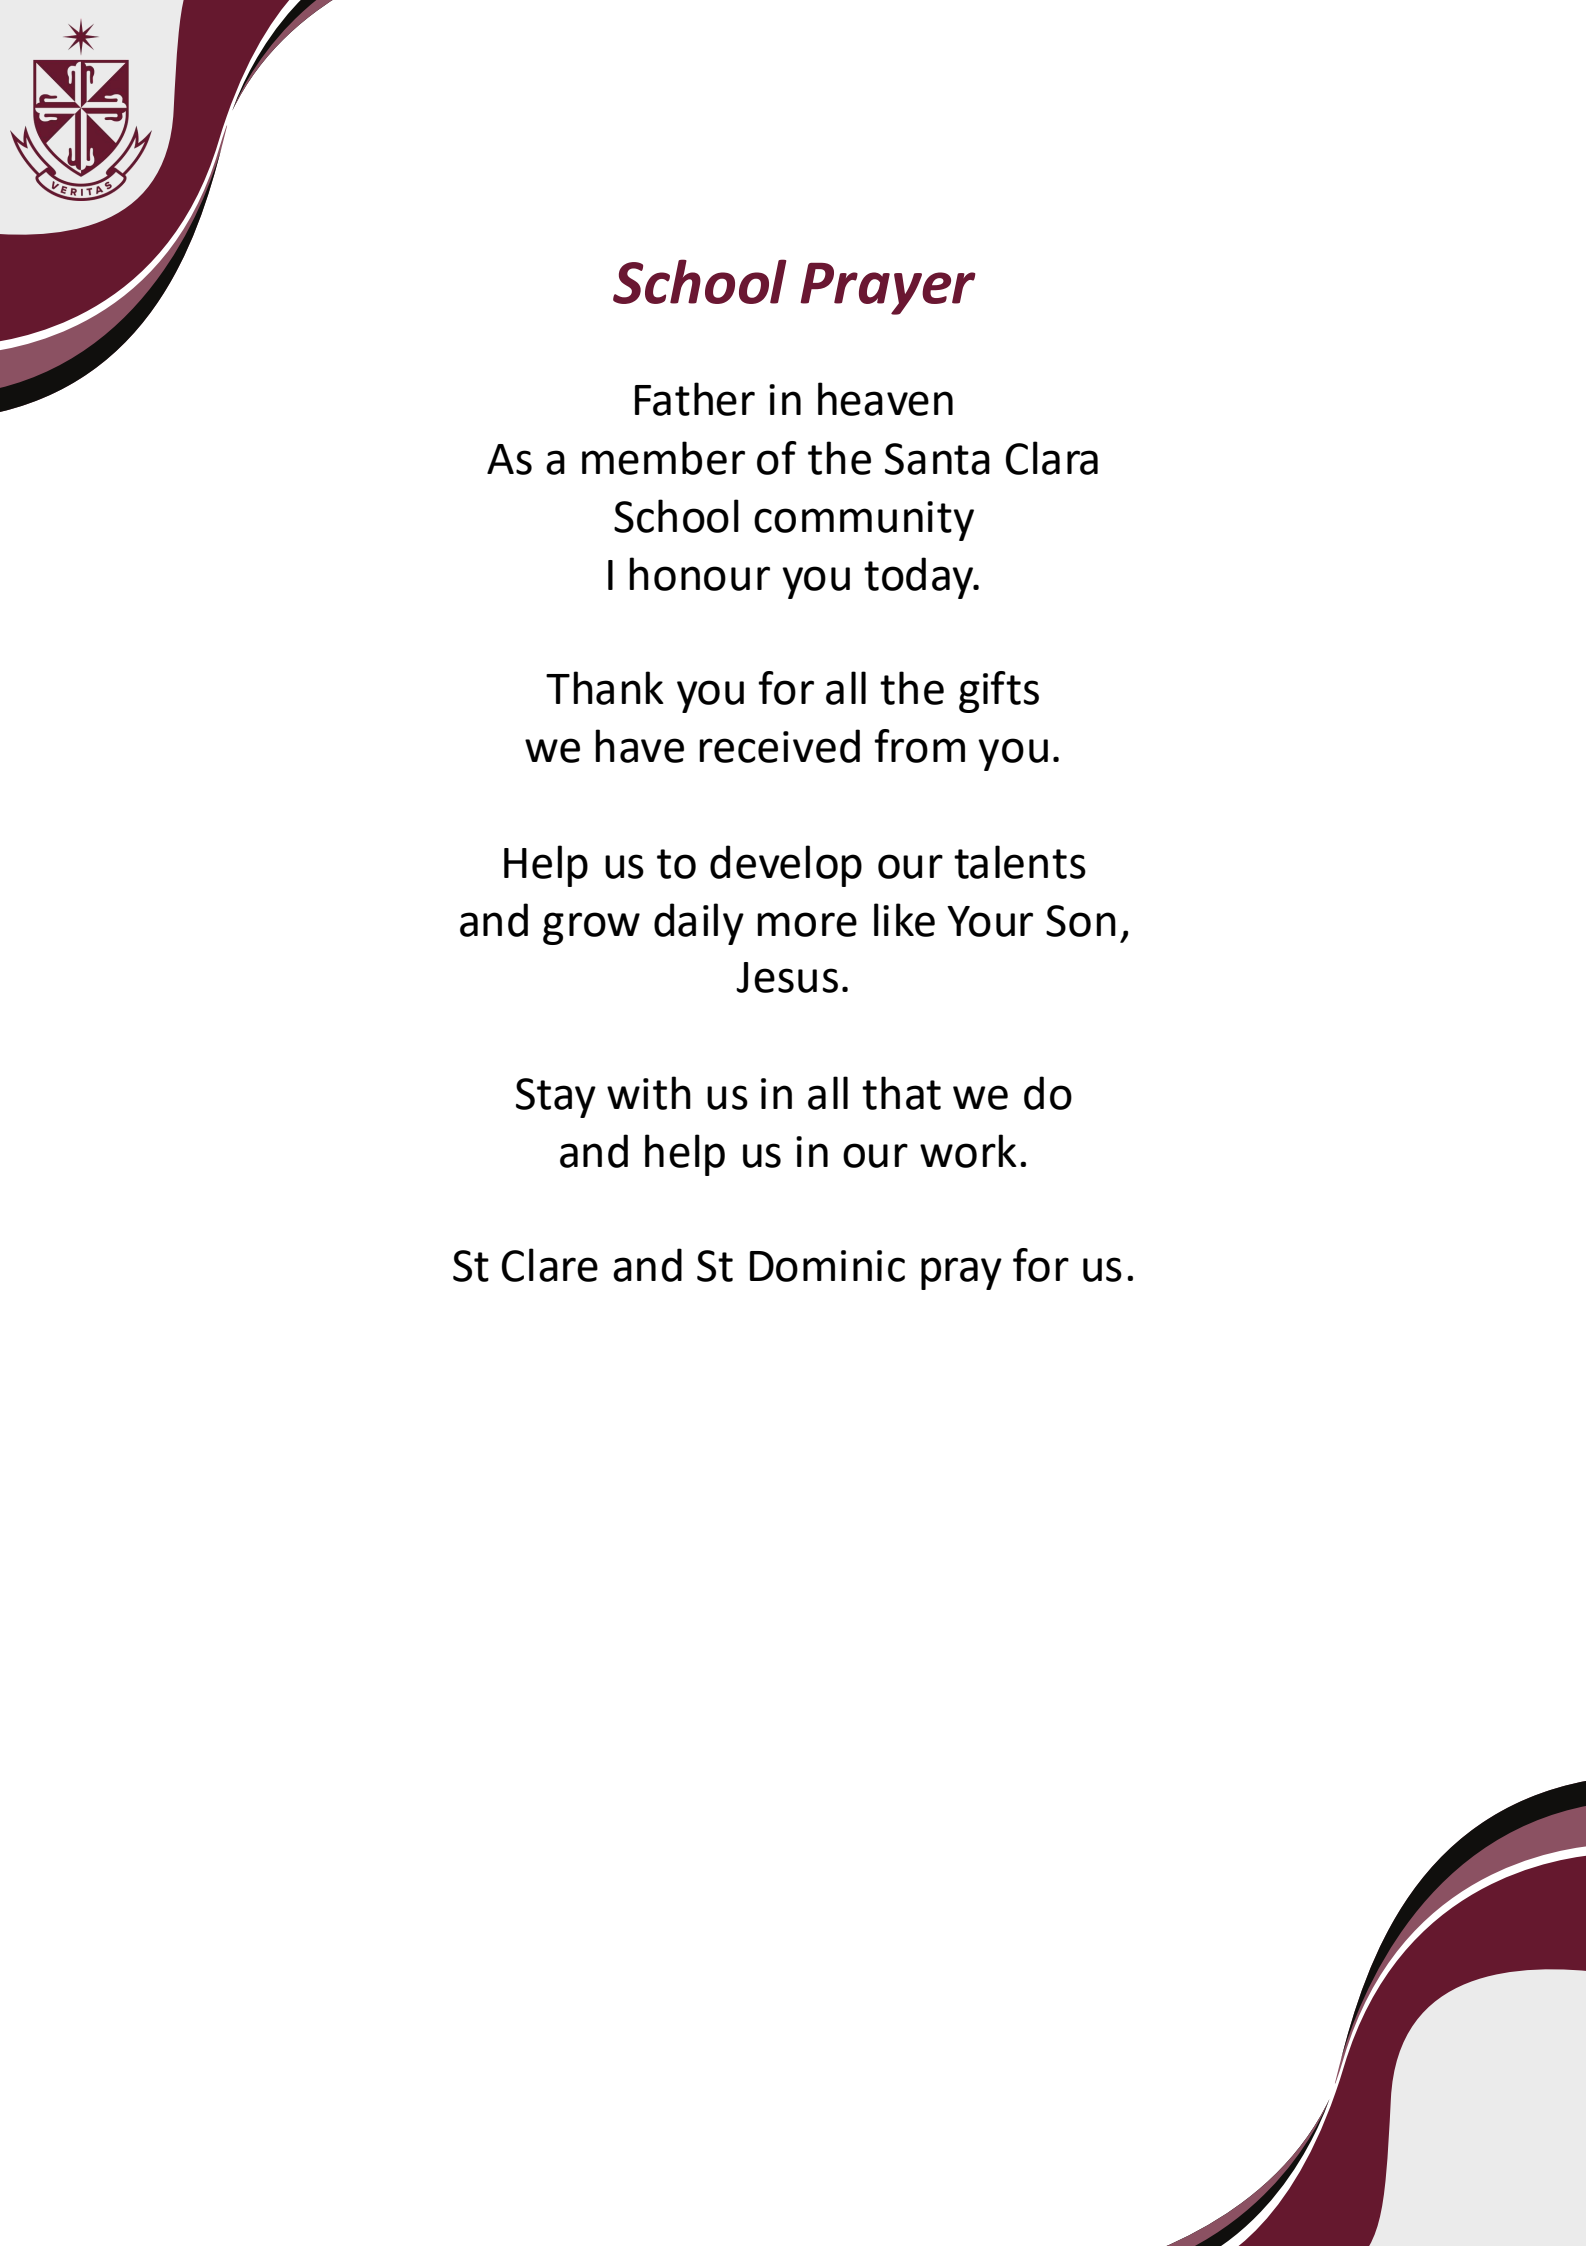 VERITAS
School Prayer
Father in heaven
As a member of the Santa Clara
School community
I honour you today.
Thank you for all the gifts
we have received from you.
Help us to develop our talents
and grow daily more like Your Son,
Jesus.
Stay with us in all that we do
and help us in our work.
St Clare and St Dominic pray for us.